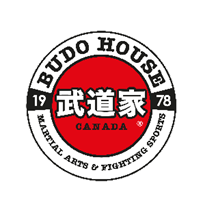 BUDO HOUSE
19 78
武道家
CANADA
®
MARTIAL ARTS & FIGHTING SPORTS